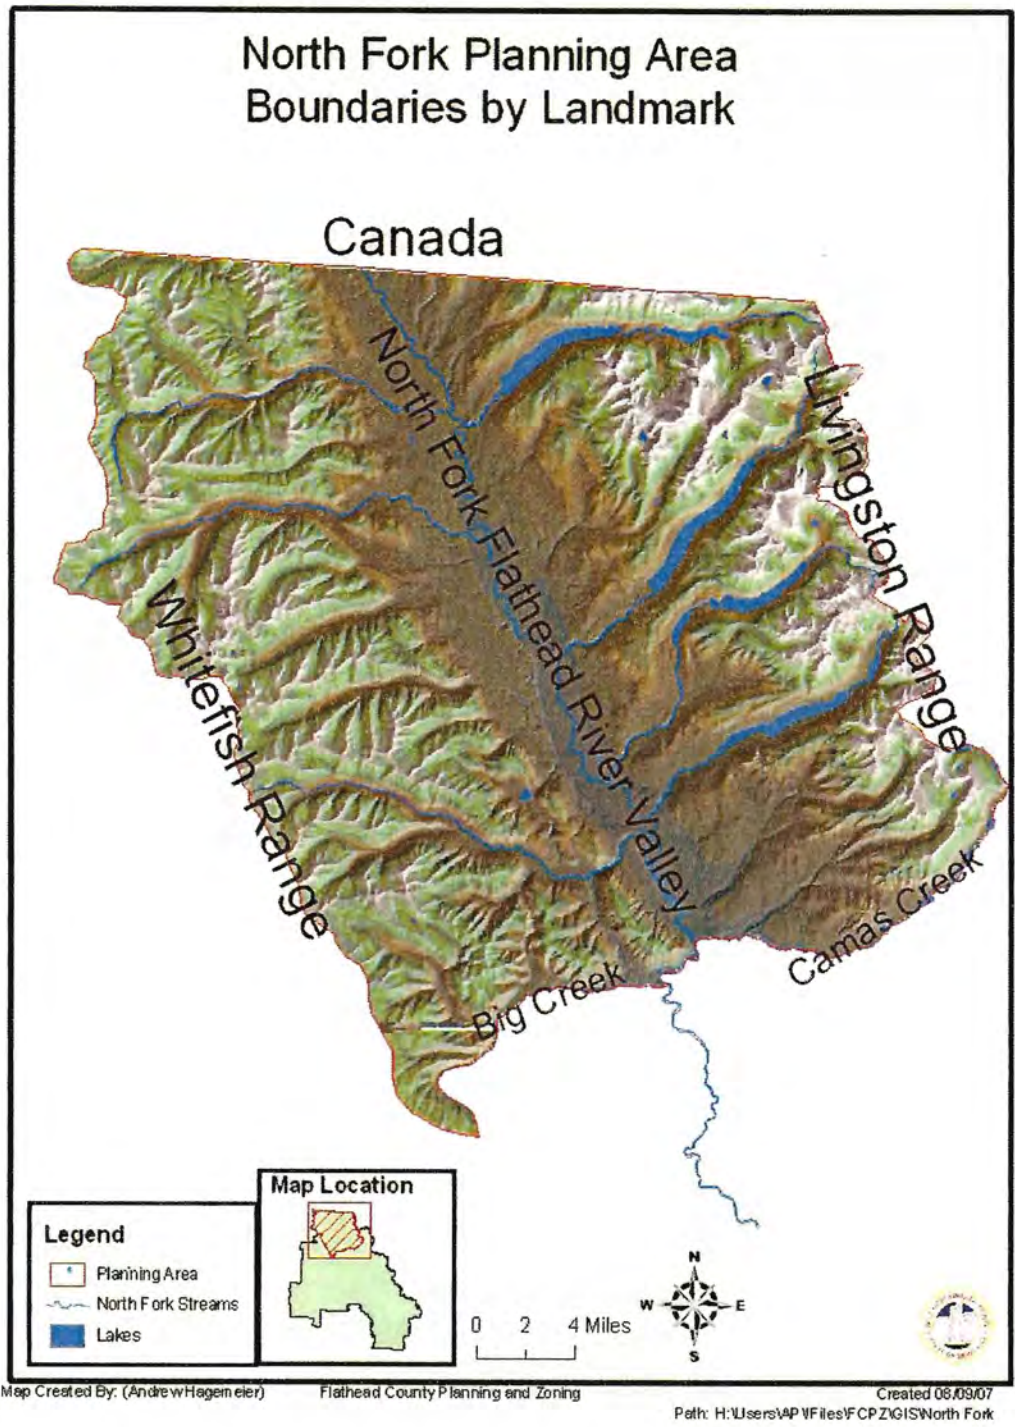 North Fork Planning Area
Boundaries by Landmark
Canada
North Fork Flathead River Valley
Livingston Range
Whitefish Range
Camas Creek
Big Creek
Map Location
Legend
Planning Area
North Fork Streams
Lakes
0 2 4 Miles
N
W E
S
Map Created By: (Andrew Hagemeier)
Flathead County Planning and Zoning
Created 08/09/07
Path: H:\Users\AP\Files\FCPZ\GIS\North Fork